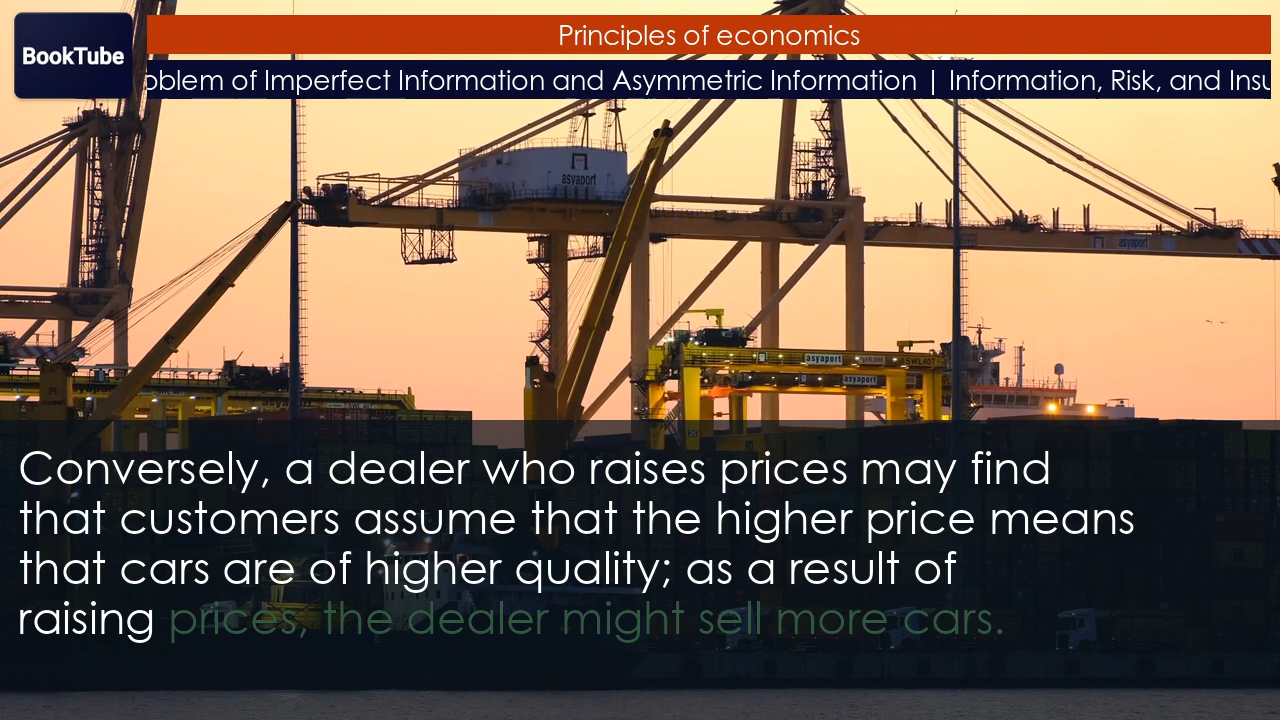 BookTube
Principles of economics
oblem of Imperfect Information and Asymmetric Information | Information, Risk, and Insu
asyaport
asyaport
asyaport
asyaport
Conversely, a dealer who raises prices may find
that customers assume that the higher price means
that cars are of higher quality; as a result of
raising prices, the dealer might sell more cars.